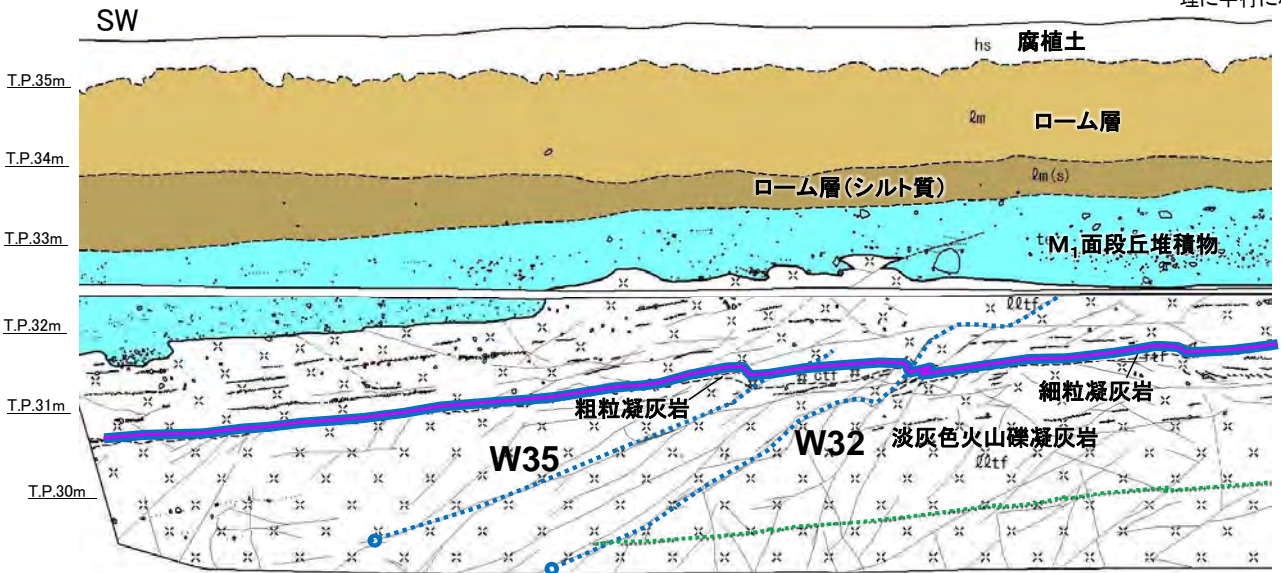 SW
hs 腐植土
T.P.35m
ℓm ローム層
T.P.34m
ローム層(シルト質)
ℓm(s)
T.P.33m
M₁面段丘堆積物
ℓℓtf
T.P.32m
ctf
ftf
T.P.31m
粗粒凝灰岩
細粒凝灰岩
W35
W32
淡灰色火山礫凝灰岩
ℓℓtf
T.P.30m